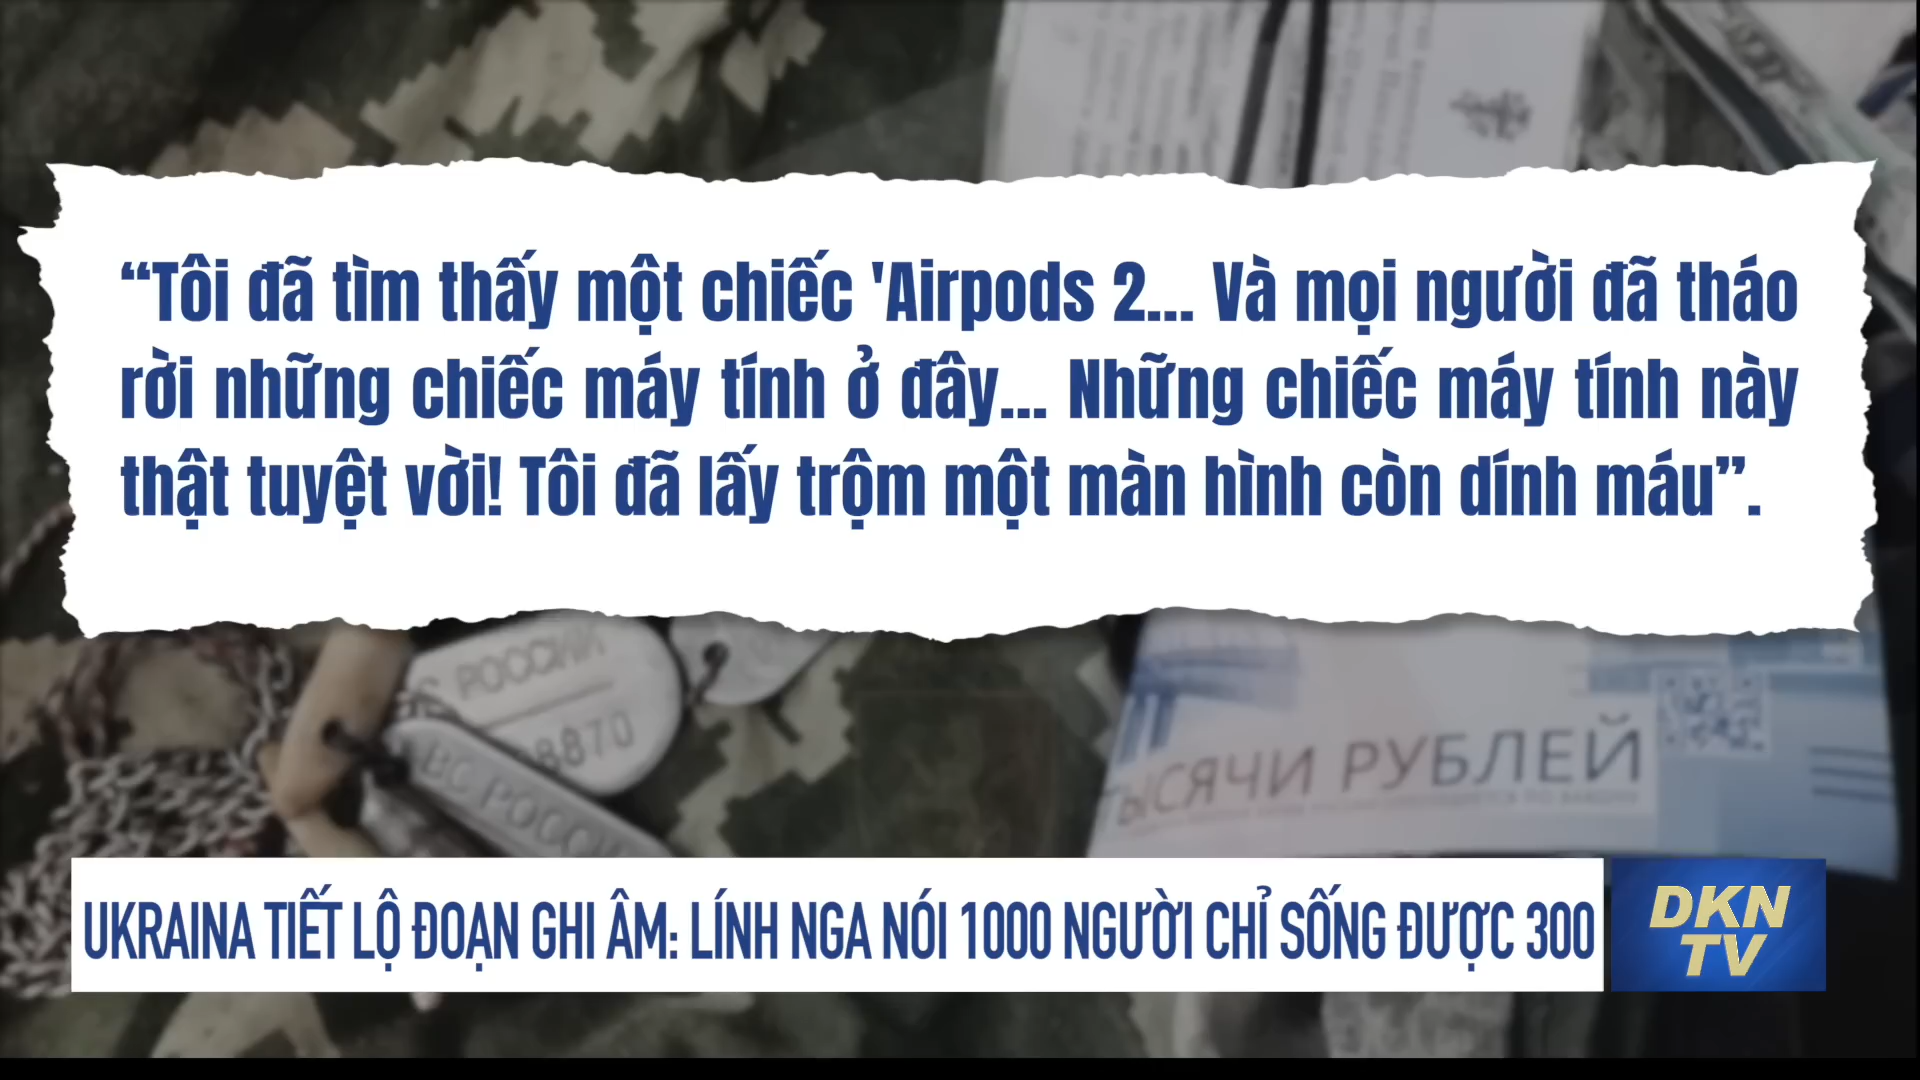 “Tôi đã tìm thấy một chiếc 'Airpods 2... Và mọi người đã tháo
rời những chiếc máy tính ở đây... Những chiếc máy tính này
thật tuyệt vời! Tôi đã lấy trộm một màn hình còn dính máu”.
ВС РОССИИ
8870
ВС РОССИИ
ТЫСЯЧИ РУБЛЕЙ
UKRAINA TIẾT LỘ ĐOẠN GHI ÂM: LÍNH NGA NÓI 1000 NGƯỜI CHỈ SỐNG ĐƯỢC 300
DKN
TV